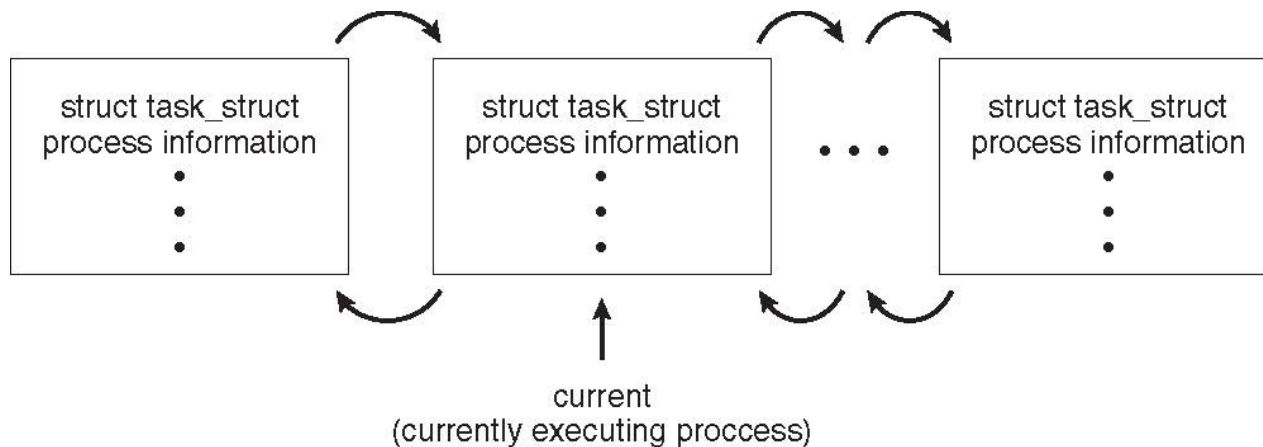 struct task_struct
process information
struct task_struct
process information
struct task_struct
process information
current
(currently executing proccess)